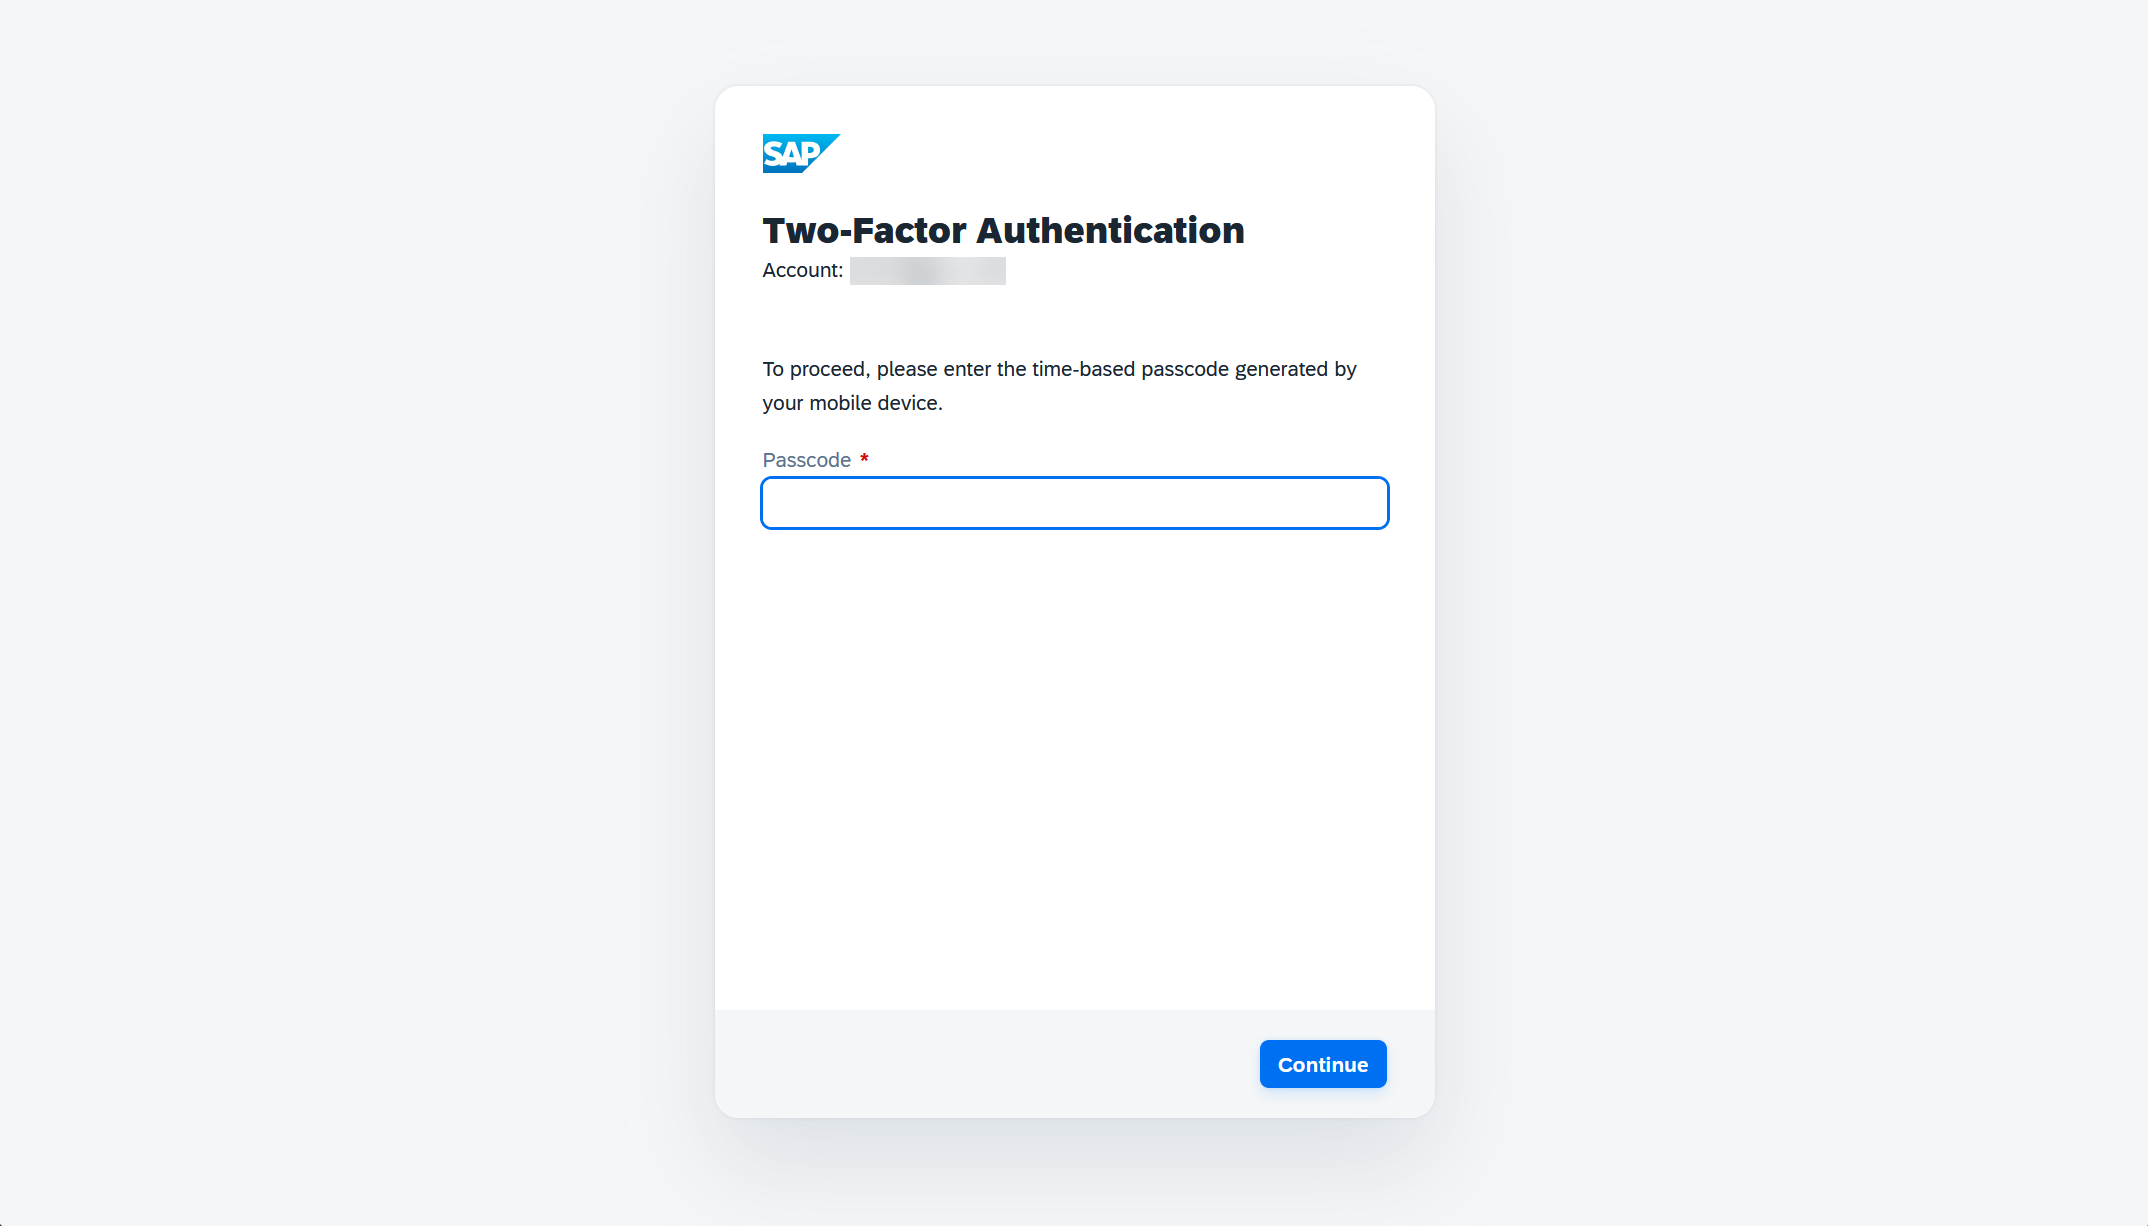 SAP
Two-Factor Authentication
Account:
To proceed, please enter the time-based passcode generated by
your mobile device.
Passcode *
Continue